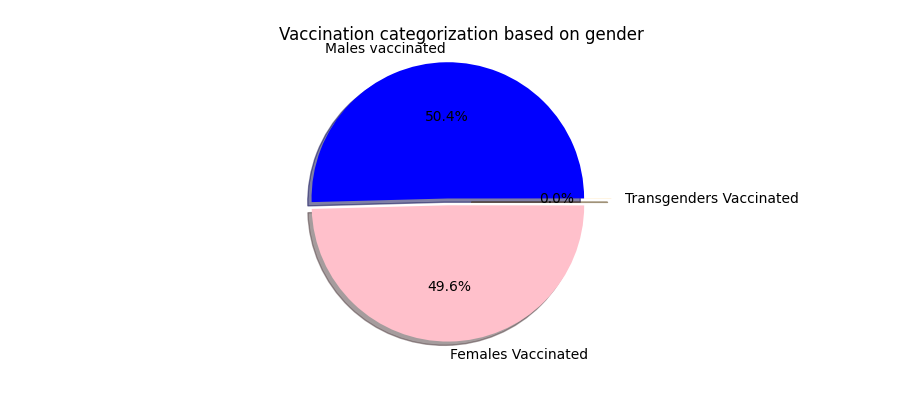 Vaccination categorization based on gender
Males vaccinated
50.4%
0.0%
Transgenders Vaccinated
49.6%
Females Vaccinated